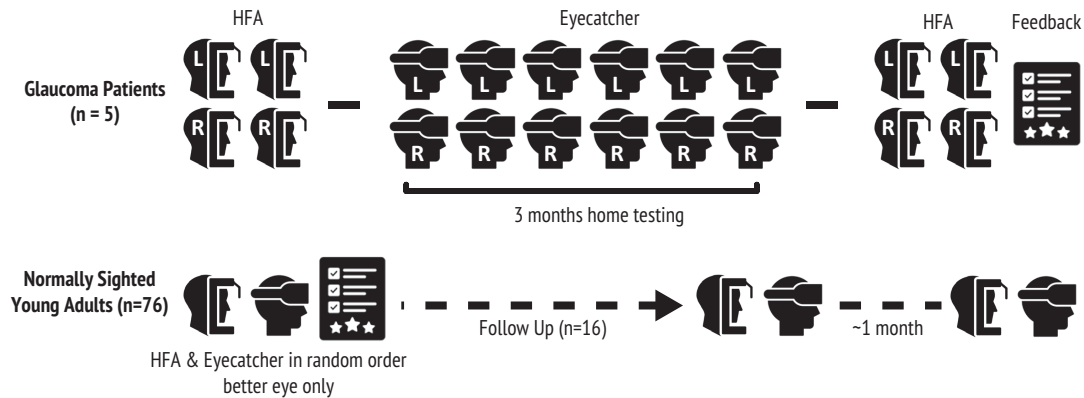 HFA
Eyecatcher
HFA
Feedback
Glaucoma Patients
(n = 5)
L L
L L L L L L
L L
R R
R R R R R R
R R
3 months home testing
Normally Sighted
Young Adults (n=76)
Follow Up (n=16)
~1 month
HFA & Eyecatcher in random order
better eye only